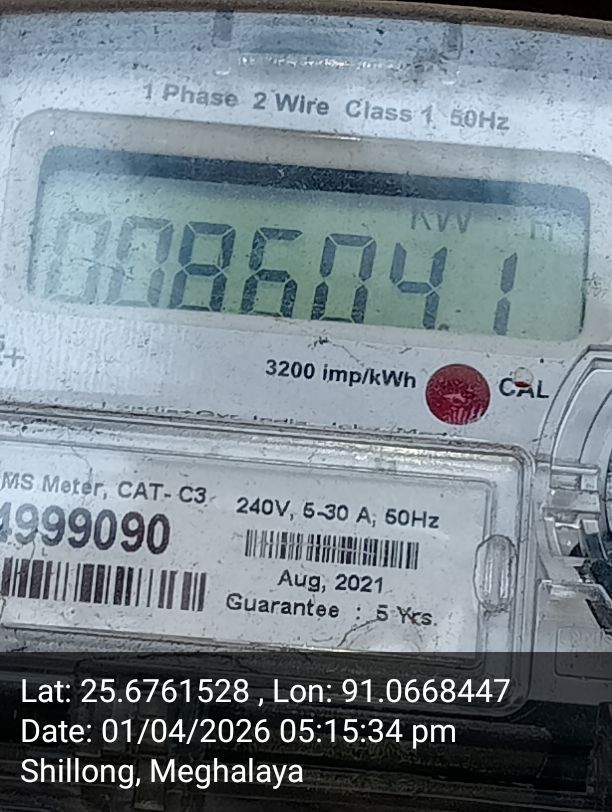 1 Phase 2 Wire Class 1 50Hz
KW H
008604.1
3200 imp/kWh
CAL
MS Meter, CAT- C3
4999090
240V, 5-30 A, 50Hz
Aug, 2021
Guarantee : 5 Yrs.
Lat: 25.6761528 , Lon: 91.0668447
Date: 01/04/2026 05:15:34 pm
Shillong, Meghalaya